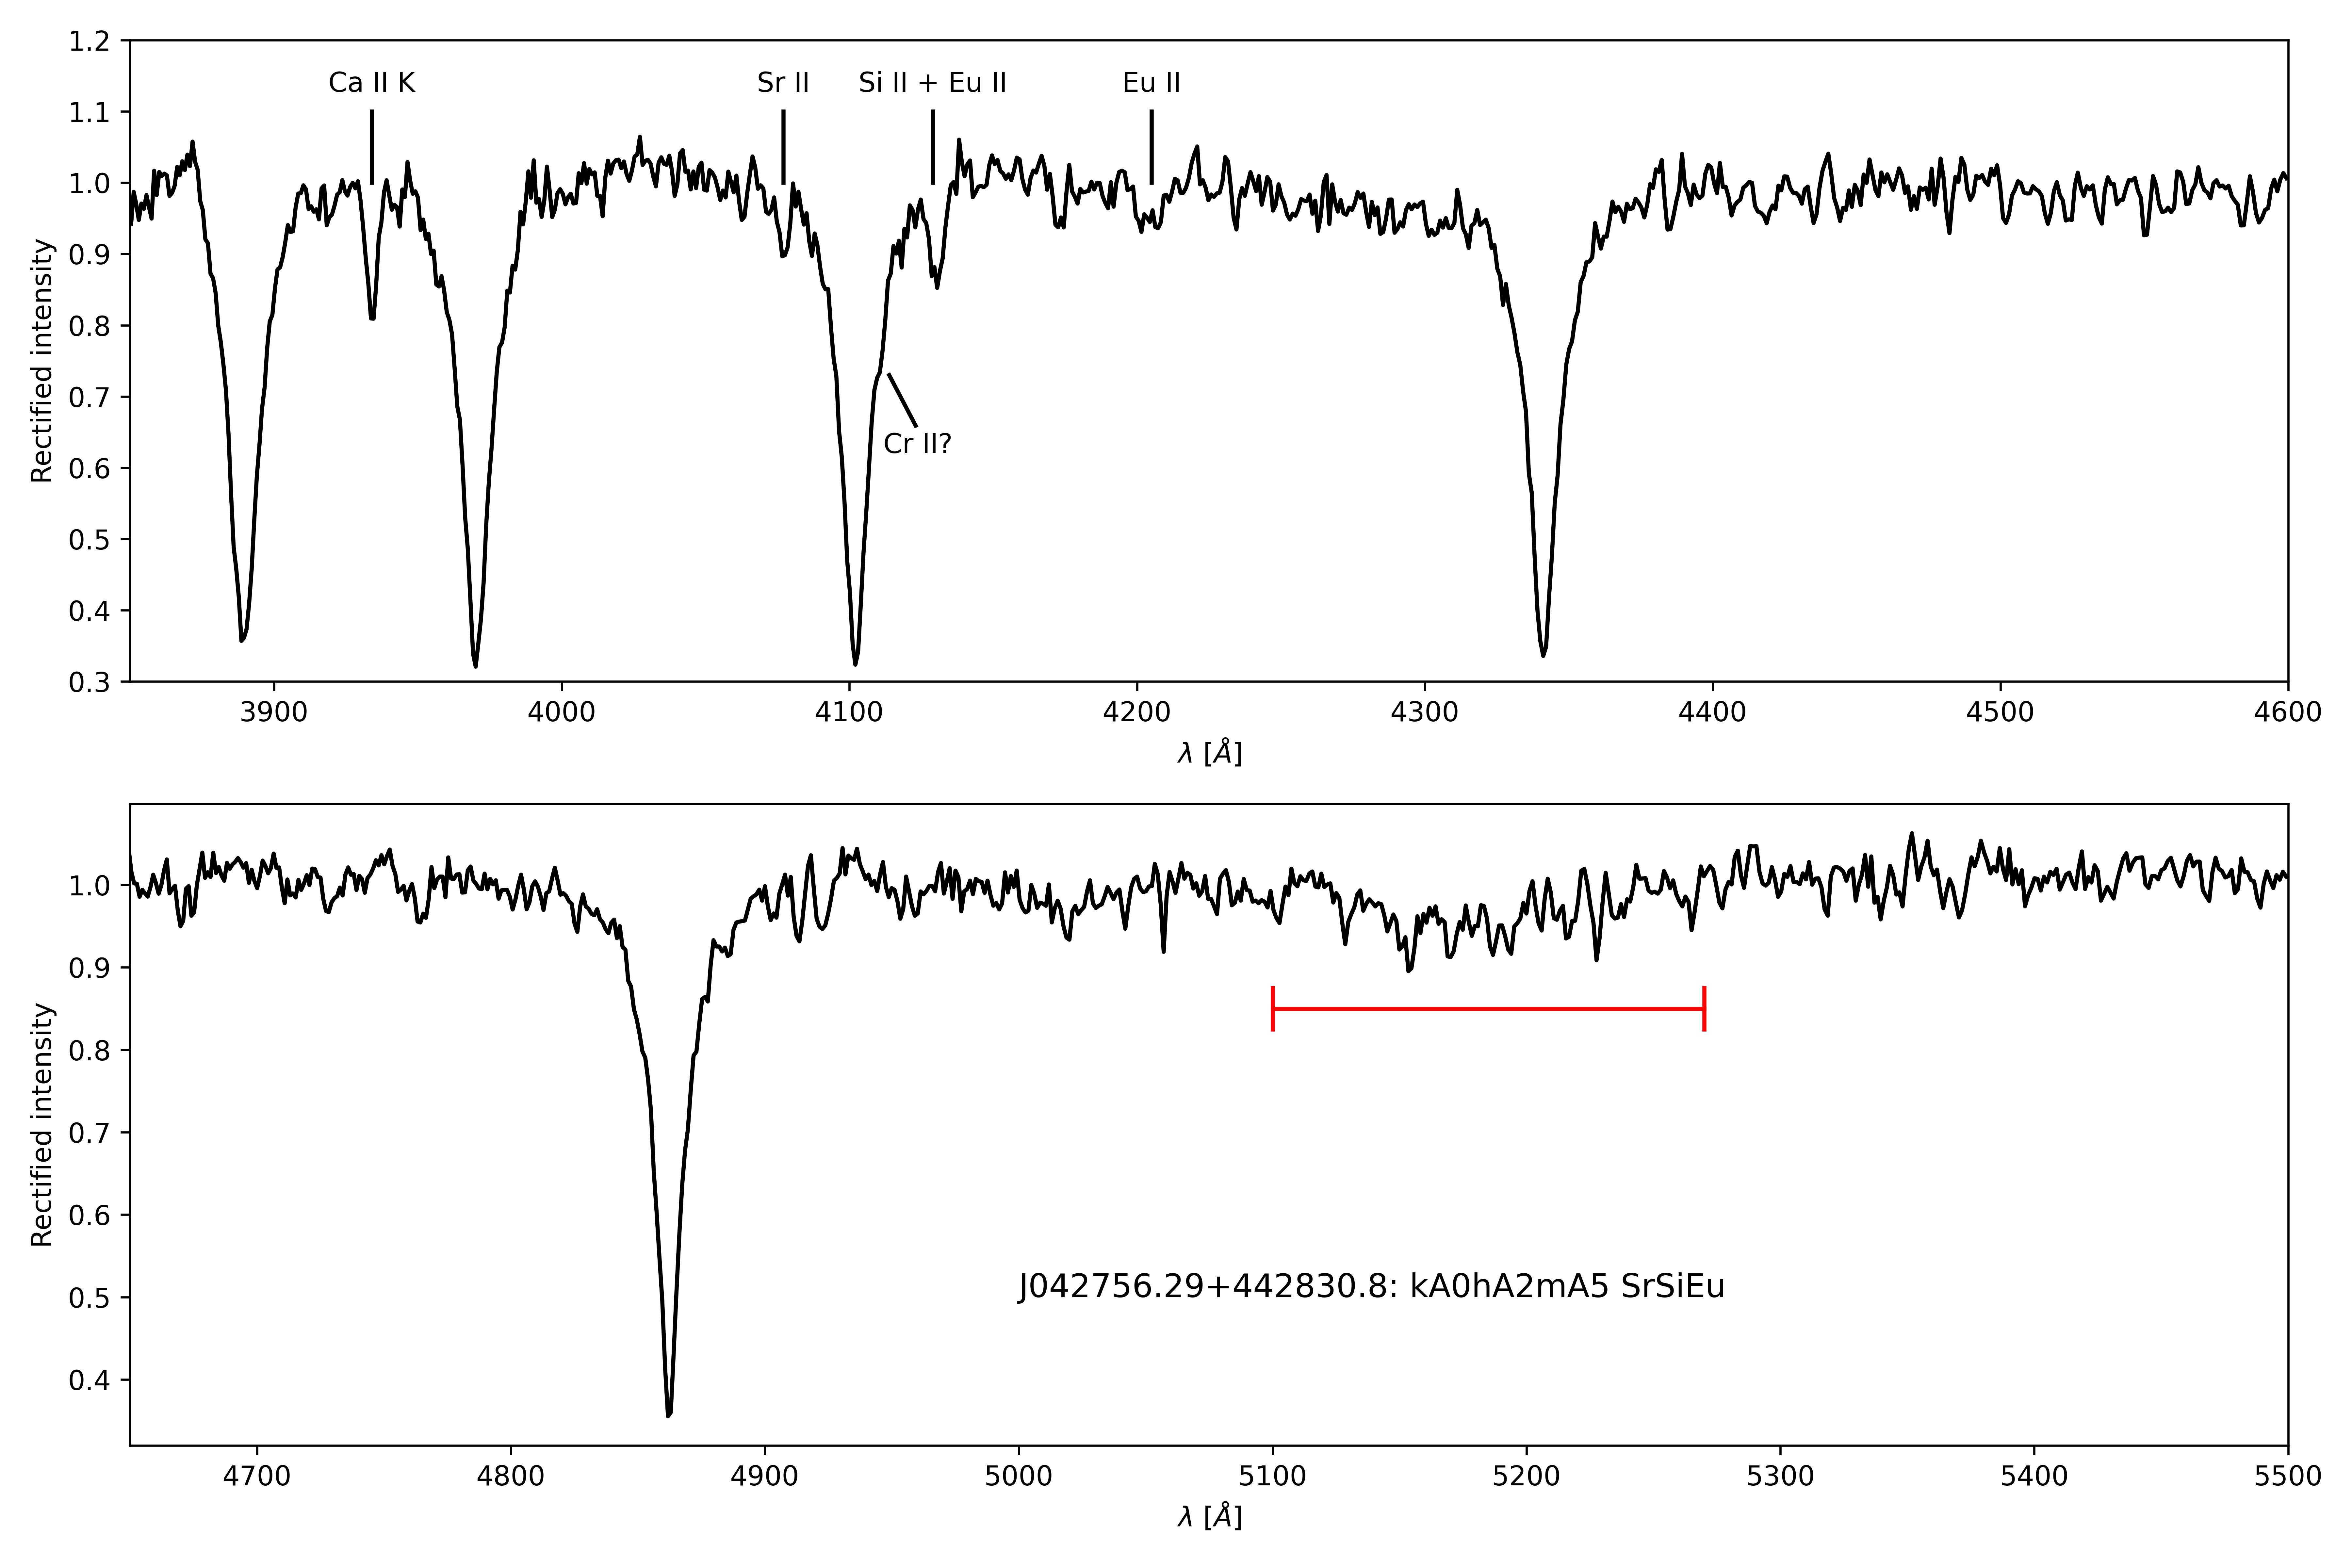 1.2
1.1
1.0
0.9
0.8
0.7
0.6
0.5
0.4
0.3
Rectified intensity
Ca II K
Sr II
Si II + Eu II
Eu II
Cr II?
3900 4000 4100 4200 4300 4400 4500 4600
λ [Å]
1.0
0.9
0.8
0.7
0.6
0.5
0.4
Rectified intensity
J042756.29+442830.8: kA0hA2mA5 SrSiEu
4700 4800 4900 5000 5100 5200 5300 5400 5500
λ [Å]